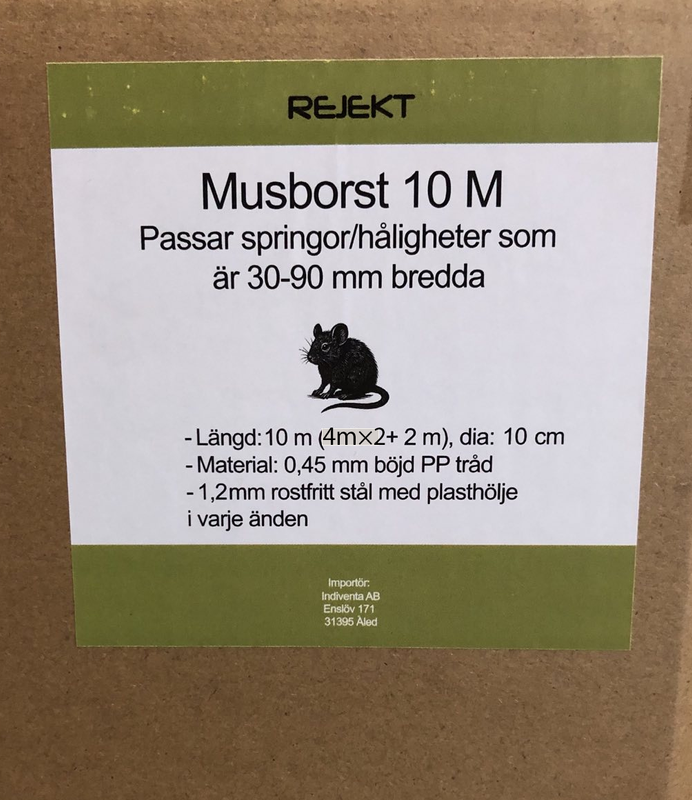 REJEKT
Musborst 10 M
Passar springor/håligheter som
är 30-90 mm bredda
- Längd: 10 m (4m×2+ 2 m), dia: 10 cm
- Material: 0,45 mm böjd PP tråd
- 1,2mm rostfritt stål med plasthölje
i varje änden
Importör:
Indiventa AB
Enslöv 171
31395 Åled